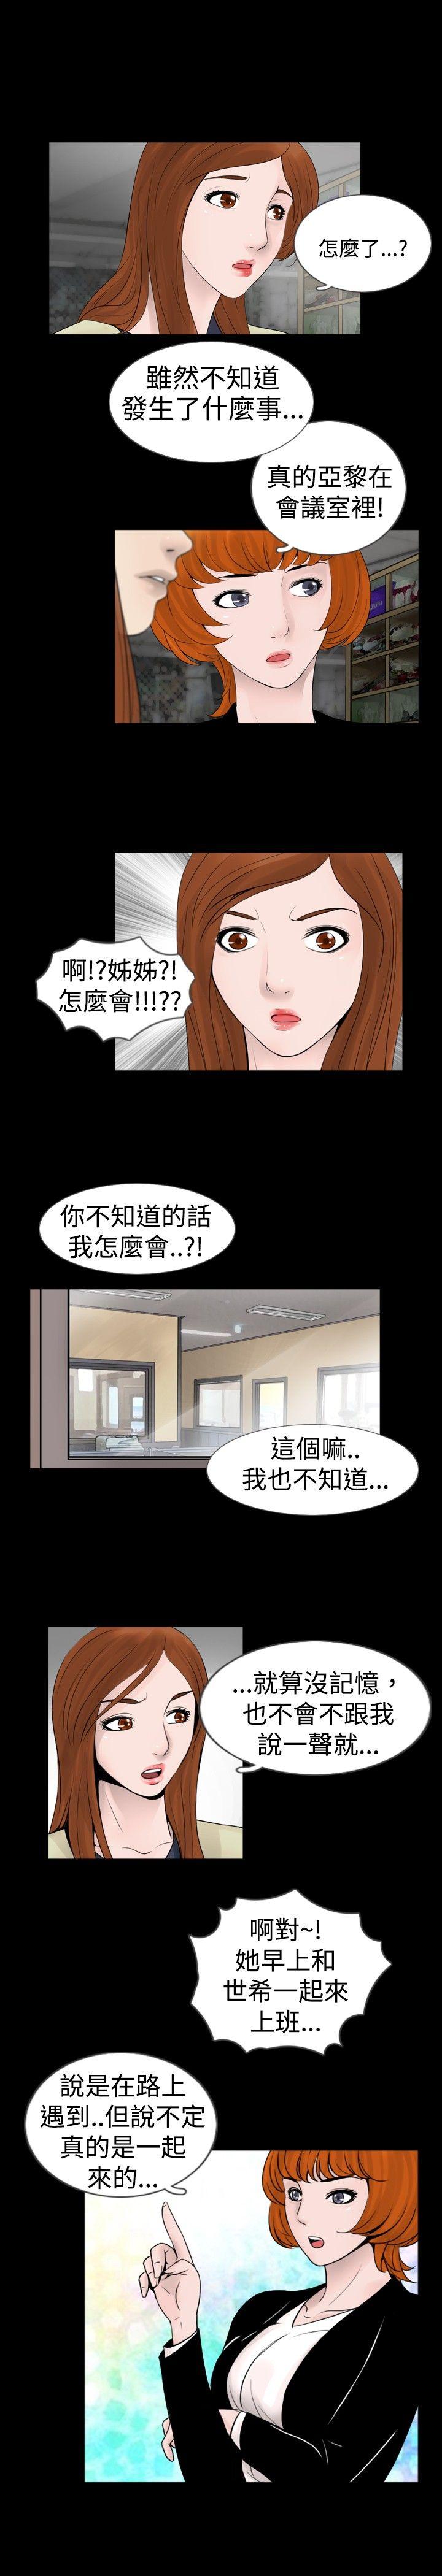 怎麼了...?
雖然不知道
發生了什麼事...
真的亞黎在
會議室裡!
啊!?姊姊?!
怎麼會!!!??
你不知道的話
我怎麼會..?!
這個嘛..
我也不知道...
...就算沒記憶，
也不會不跟我
說一聲就...
啊對~!
她早上和
世希一起來
上班...
說是在路上
遇到..但說不定
真的是一起
來的...